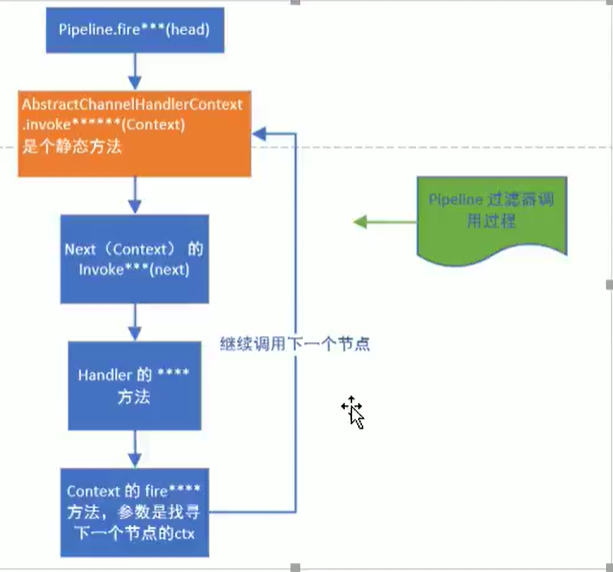 Pipeline.fire***(head)
AbstractChannelHandlerContext
.invoke******(Context)
是个静态方法
Pipeline 过滤器调
用过程
Next（Context） 的
Invoke***(next)
继续调用下一个节点
Handler 的 ****
方法
Context 的 fire****
方法，参数是找寻
下一个节点的ctx